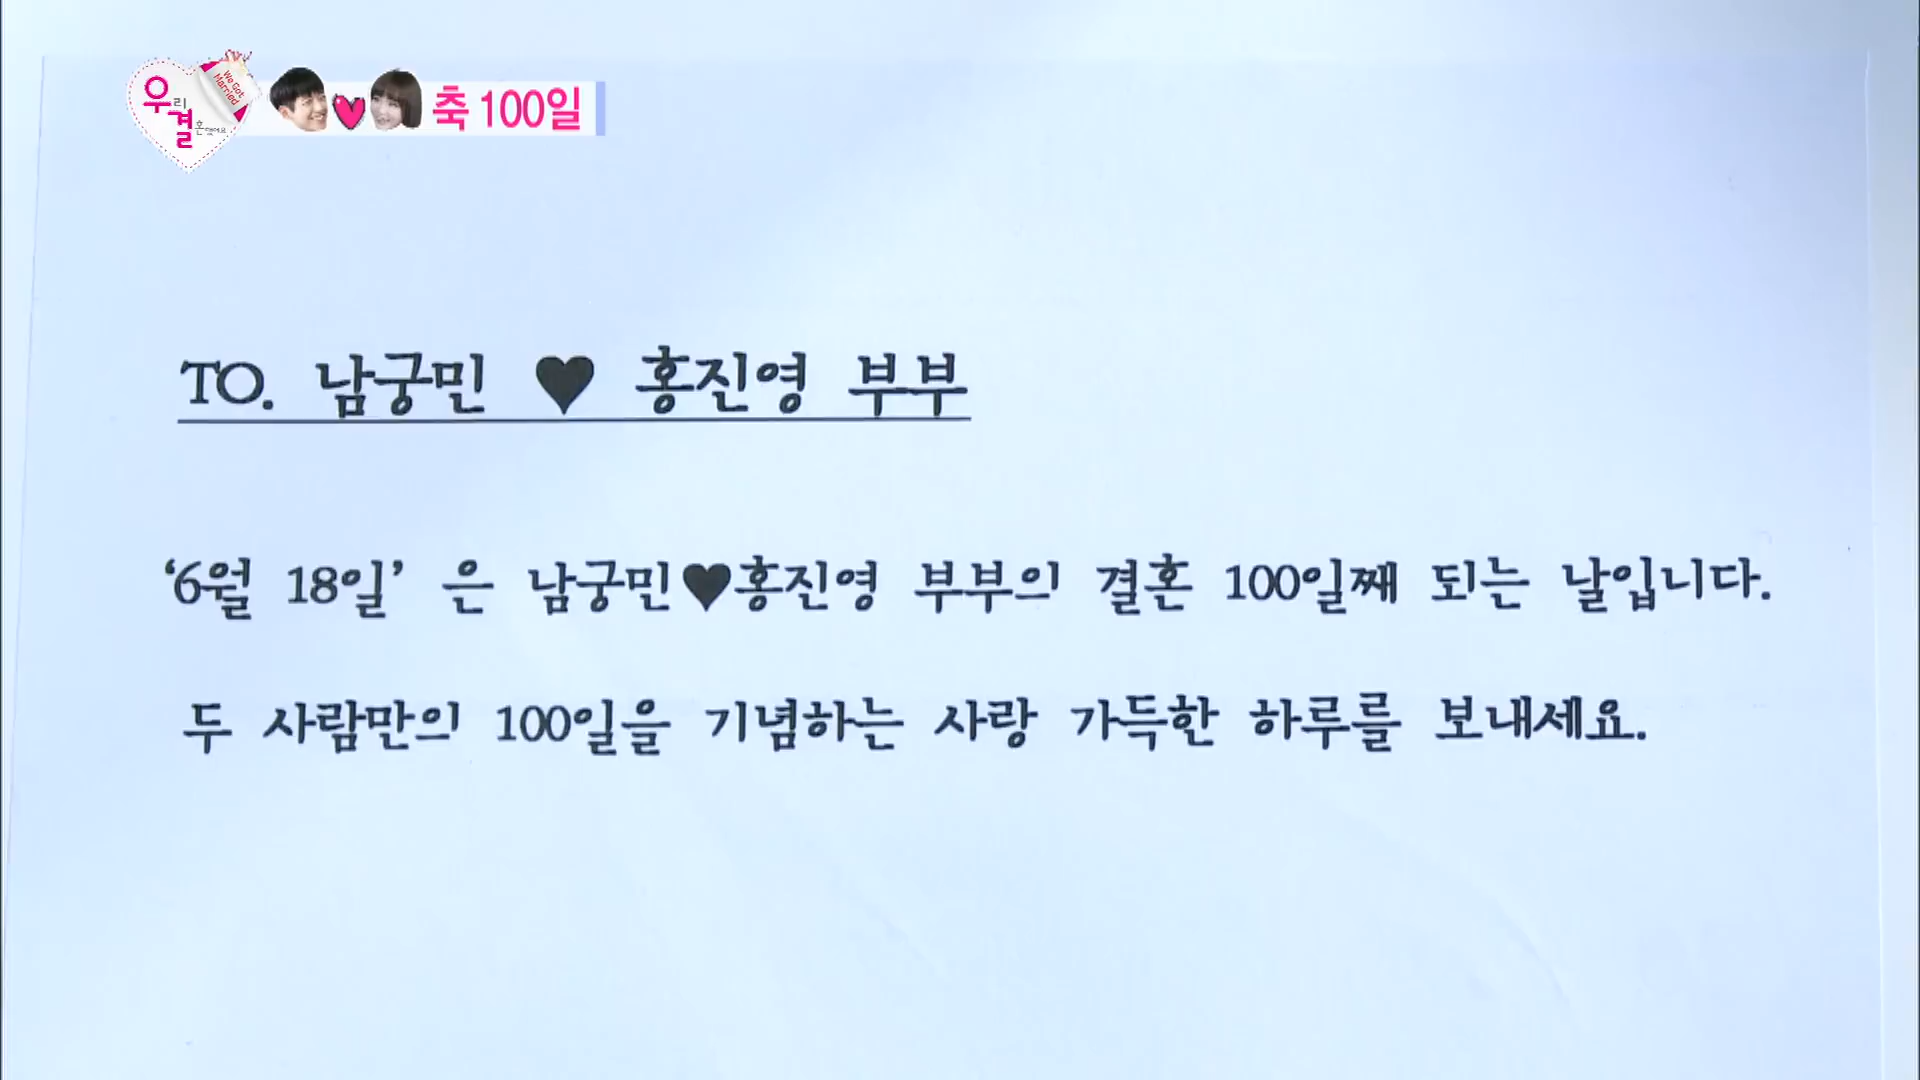 우리 결혼했어요 We Got Married
축 100일
TO. 남궁민 ♥ 홍진영 부부
‘6월 18일’ 은 남궁민♥홍진영 부부의 결혼 100일째 되는 날입니다.
두 사람만의 100일을 기념하는 사랑 가득한 하루를 보내세요.